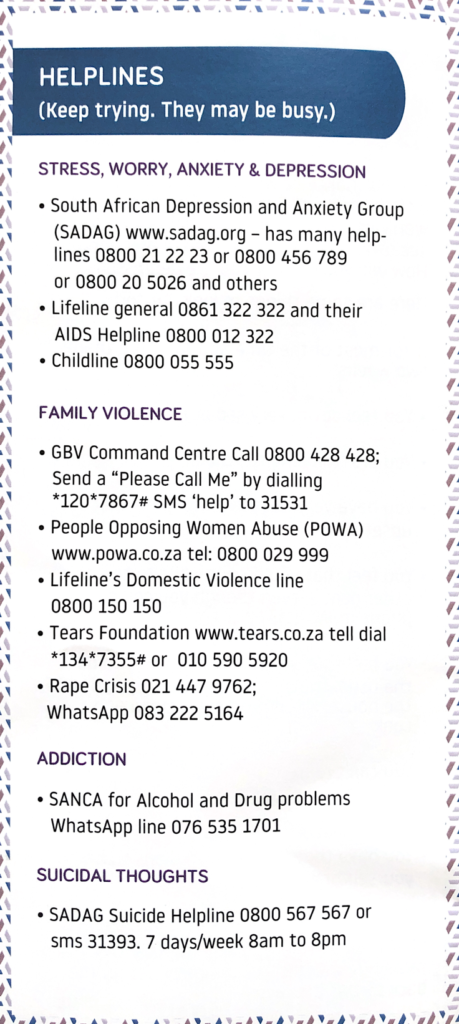 HELPLINES
(Keep trying. They may be busy.)
STRESS, WORRY, ANXIETY & DEPRESSION
• South African Depression and Anxiety Group
(SADAG) www.sadag.org – has many help-
lines 0800 21 22 23 or 0800 456 789
or 0800 20 5026 and others
• Lifeline general 0861 322 322 and their
AIDS Helpline 0800 012 322
• Childline 0800 055 555
FAMILY VIOLENCE
• GBV Command Centre Call 0800 428 428;
Send a “Please Call Me” by dialling
*120*7867# SMS ‘help’ to 31531
• People Opposing Women Abuse (POWA)
www.powa.co.za tel: 0800 029 999
• Lifeline’s Domestic Violence line
0800 150 150
• Tears Foundation www.tears.co.za tell dial
*134*7355# or 010 590 5920
• Rape Crisis 021 447 9762;
WhatsApp 083 222 5164
ADDICTION
• SANCA for Alcohol and Drug problems
WhatsApp line 076 535 1701
SUICIDAL THOUGHTS
• SADAG Suicide Helpline 0800 567 567 or
sms 31393. 7 days/week 8am to 8pm